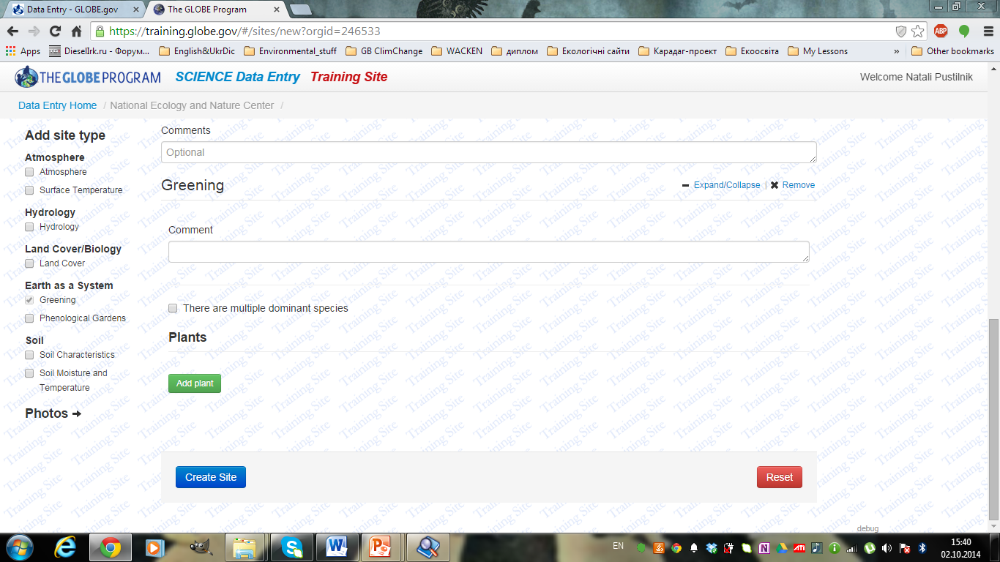 Data Entry - GLOBE.gov
The GLOBE Program
https://training.globe.gov/#/sites/new?orgid=246533
ABP
Apps
DieselIrk.ru - Форум...
English&UkrDic
Environmental_stuff
GB ClimChange
WACKEN
диплом
Екологічні сайти
Карадаг-проект
Екоосвіта
My Lessons
»
Other bookmarks
THE GLOBE PROGRAM SCIENCE Data Entry Training Site
Welcome Natali Pustilnik
Data Entry Home / National Ecology and Nature Center /
Add site type
Atmosphere
Atmosphere
Surface Temperature
Hydrology
Hydrology
Land Cover/Biology
Land Cover
Earth as a System
Greening
Phenological Gardens
Soil
Soil Characteristics
Soil Moisture and
Temperature
Photos
Comments
Optional
Greening
Expand/Collapse | Remove
Comment
There are multiple dominant species
Plants
Add plant
Create Site
Reset
debug
EN
ATI
15:40
02.10.2014